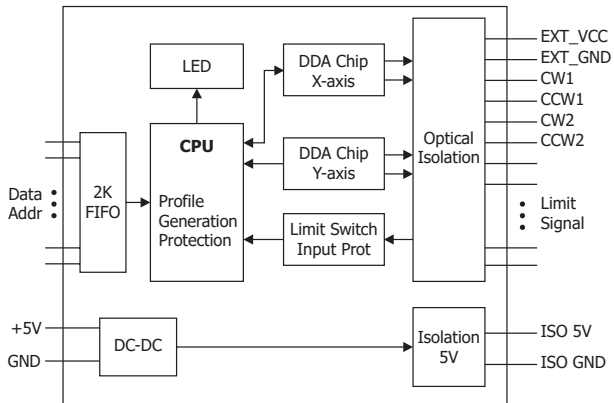 EXT_VCC
EXT_GND
CW1
CCW1
CW2
CCW2
LED
DDA Chip
X-axis
CPU
Profile
Generation
Protection
DDA Chip
Y-axis
Optical
Isolation
Data
Addr
2K
FIFO
Limit Switch
Input Prot
Limit
Signal
+5V
GND
DC-DC
Isolation
5V
ISO 5V
ISO GND